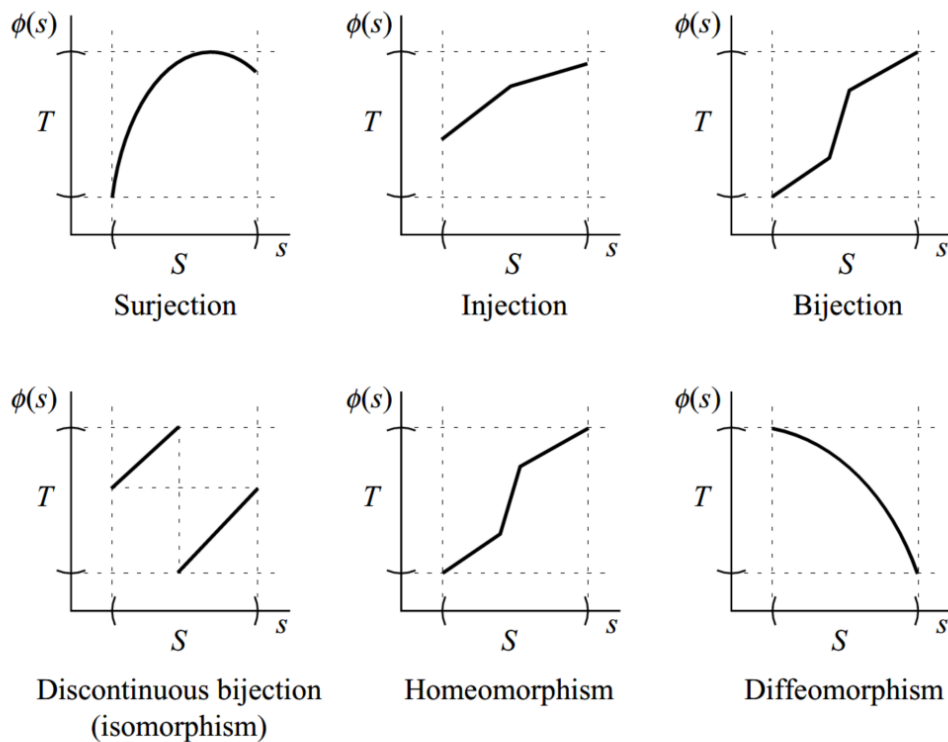 ϕ(s)
T
S
s
Surjection
ϕ(s)
T
S
s
Injection
ϕ(s)
T
S
s
Bijection
ϕ(s)
T
S
s
Discontinuous bijection
(isomorphism)
ϕ(s)
T
S
s
Homeomorphism
ϕ(s)
T
S
s
Diffeomorphism